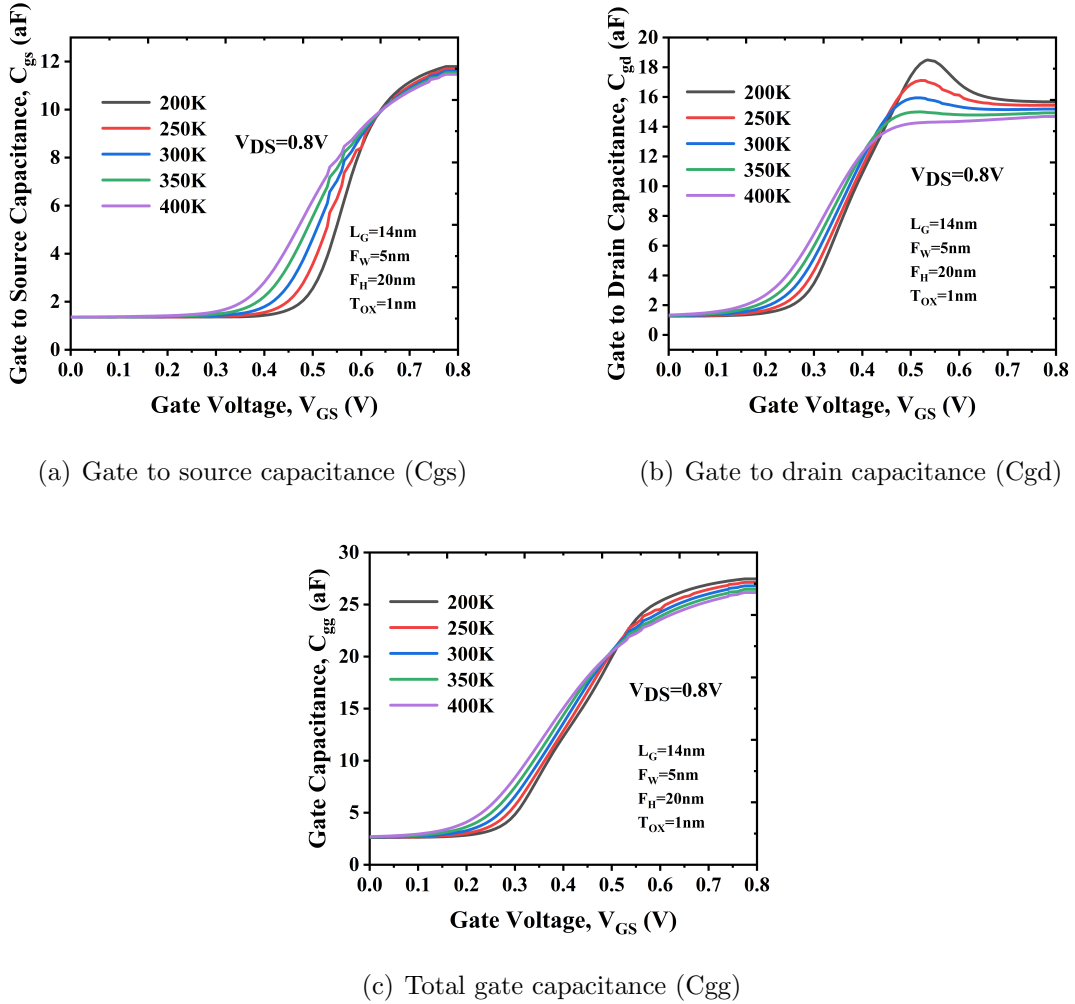 Gate to Source Capacitance, Cgs (aF)
12
10
8
6
4
2
0
200K
250K
300K
350K
400K
VDS=0.8V
LG=14nm
FW=5nm
FH=20nm
TOX=1nm
0.0 0.1 0.2 0.3 0.4 0.5 0.6 0.7 0.8
Gate Voltage, VGS (V)
(a) Gate to source capacitance (Cgs)
Gate to Drain Capacitance, Cgd (aF)
20
18
16
14
12
10
8
6
4
2
0
200K
250K
300K
350K
400K
VDS=0.8V
LG=14nm
FW=5nm
FH=20nm
TOX=1nm
0.0 0.1 0.2 0.3 0.4 0.5 0.6 0.7 0.8
Gate Voltage, VGS (V)
(b) Gate to drain capacitance (Cgd)
Gate Capacitance, Cgg (aF)
30
25
20
15
10
5
0
200K
250K
300K
350K
400K
VDS=0.8V
LG=14nm
FW=5nm
FH=20nm
TOX=1nm
0.0 0.1 0.2 0.3 0.4 0.5 0.6 0.7 0.8
Gate Voltage, VGS (V)
(c) Total gate capacitance (Cgg)